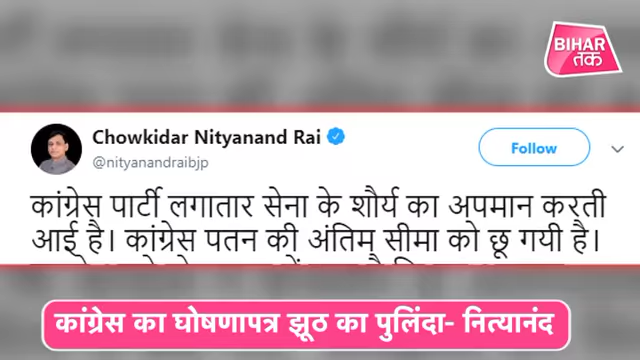 BIHAR
तक
Chowkidar Nityanand Rai
@nityanandraibjp
Follow
कांग्रेस पार्टी लगातार सेना के शौर्य का अपमान करती
आई है। कांग्रेस पतन की अंतिम सीमा को छू गयी है।
कांग्रेस का घोषणापत्र झूठ का पुलिंदा- नित्यानंद